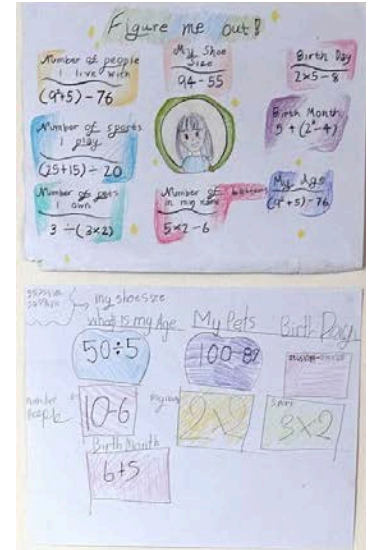 Figure me out!
Number of people
I live with
(9²+5)-76
My Shoe
Size
94-55
Birth Day
2×5-8
Number of sports
I play
(25+15)÷20
Birth Month
5+(2²-4)
Number of pets
I own
3÷(3×2)
Number of
in my name
5×2-6
My Age
(9²+5)-76
my shoe size
what is my Age
My Pets
Birth Day
50÷5
100-
Number
People
10-6
2×2
3×2
Birth Month
6+5